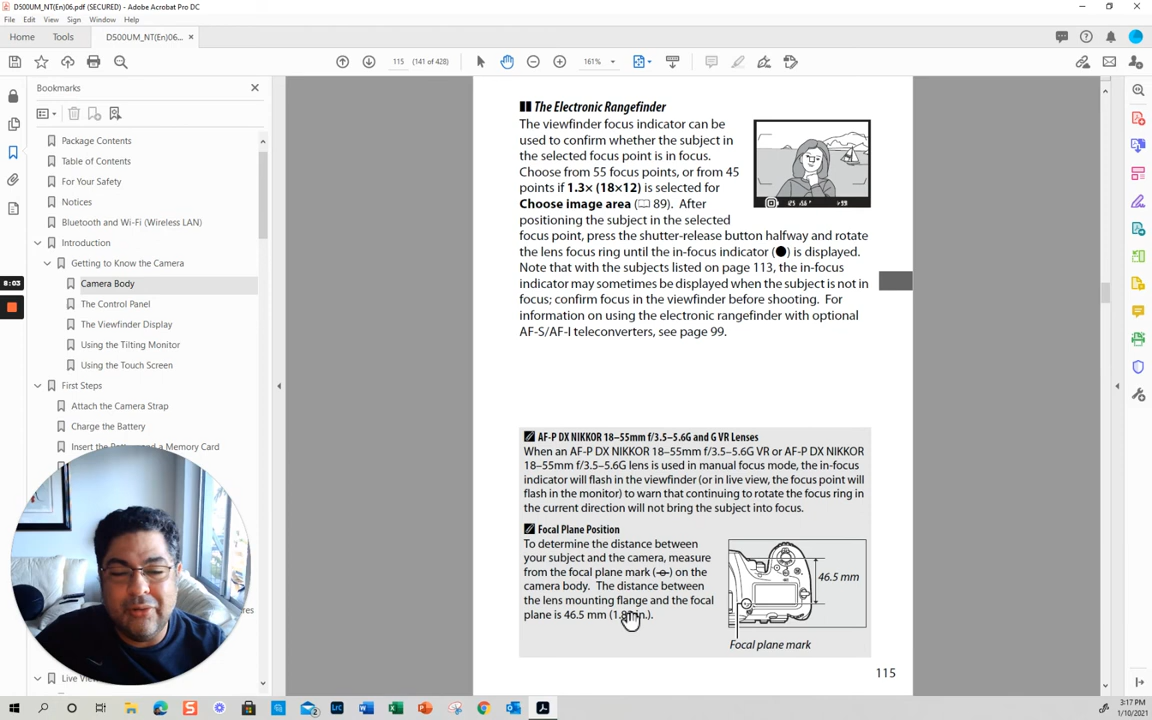 D500UM_NT(En)06.pdf (SECURED) - Adobe Acrobat Pro DC
File Edit View Sign Window Help
Home Tools D500UM_NT(En)06... ×
115 (141 of 428) 161%
Bookmarks
Package Contents
Table of Contents
For Your Safety
Notices
Bluetooth and Wi-Fi (Wireless LAN)
Introduction
Getting to Know the Camera
Camera Body
The Control Panel
The Viewfinder Display
Using the Tilting Monitor
Using the Touch Screen
First Steps
Attach the Camera Strap
Charge the Battery
Insert the and a Memory Card
Live
8:03
The Electronic Rangefinder
The viewfinder focus indicator can be
used to confirm whether the subject in
the selected focus point is in focus.
Choose from 55 focus points, or from 45
points if 1.3× (18×12) is selected for
Choose image area (89). After
positioning the subject in the selected
focus point, press the shutter-release button halfway and rotate
the lens focus ring until the in-focus indicator (●) is displayed.
Note that with the subjects listed on page 113, the in-focus
indicator may sometimes be displayed when the subject is not in
focus; confirm focus in the viewfinder before shooting. For
information on using the electronic rangefinder with optional
AF-S/AF-I teleconverters, see page 99.
AF-P DX NIKKOR 18–55mm f/3.5–5.6G and G VR Lenses
When an AF-P DX NIKKOR 18–55mm f/3.5–5.6G VR or AF-P DX NIKKOR
18–55mm f/3.5–5.6G lens is used in manual focus mode, the in-focus
indicator will flash in the viewfinder (or in live view, the focus point will
flash in the monitor) to warn that continuing to rotate the focus ring in
the current direction will not bring the subject into focus.
Focal Plane Position
To determine the distance between
your subject and the camera, measure
from the focal plane mark (-o-) on the
camera body. The distance between
the lens mounting flange and the focal
plane is 46.5 mm
46.5 mm
Focal plane mark
115
3:17 PM
1/10/2021